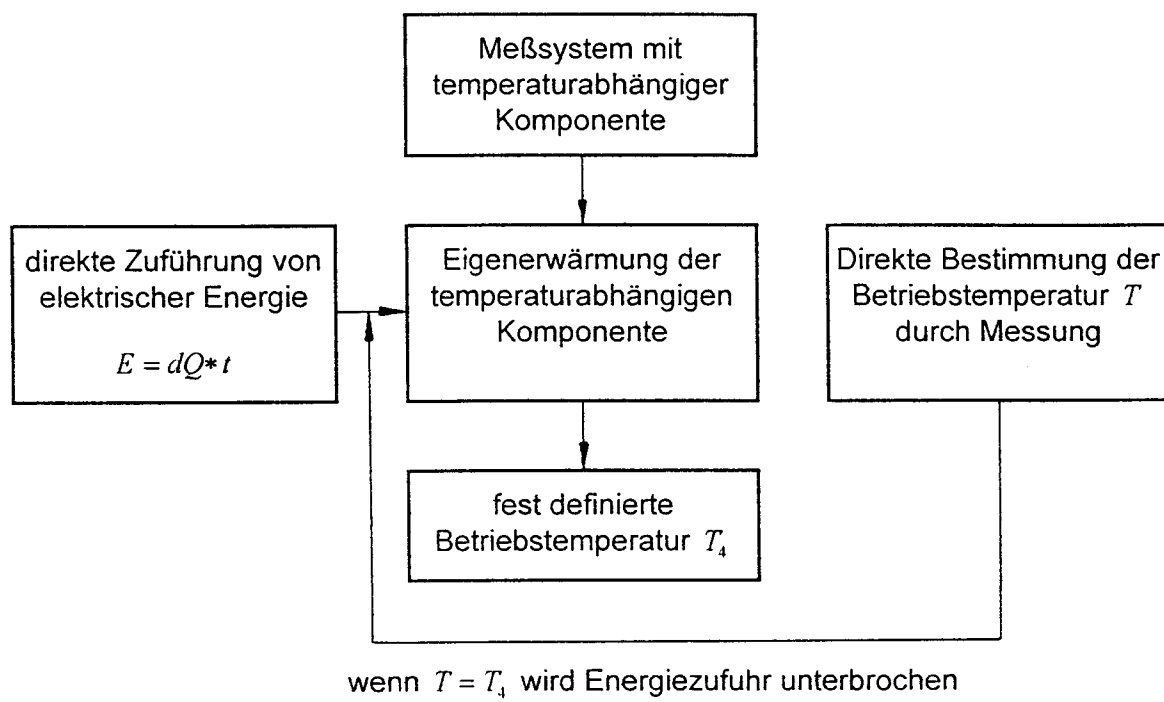 Meßsystem mit
temperaturabhängiger
Komponente
direkte Zuführung von
elektrischer Energie
E = dQ* t
Eigenerwärmung der
temperaturabhängigen
Komponente
Direkte Bestimmung der
Betriebstemperatur T
durch Messung
fest definierte
Betriebstemperatur T₄
wenn T = T₄ wird Energiezufuhr unterbrochen